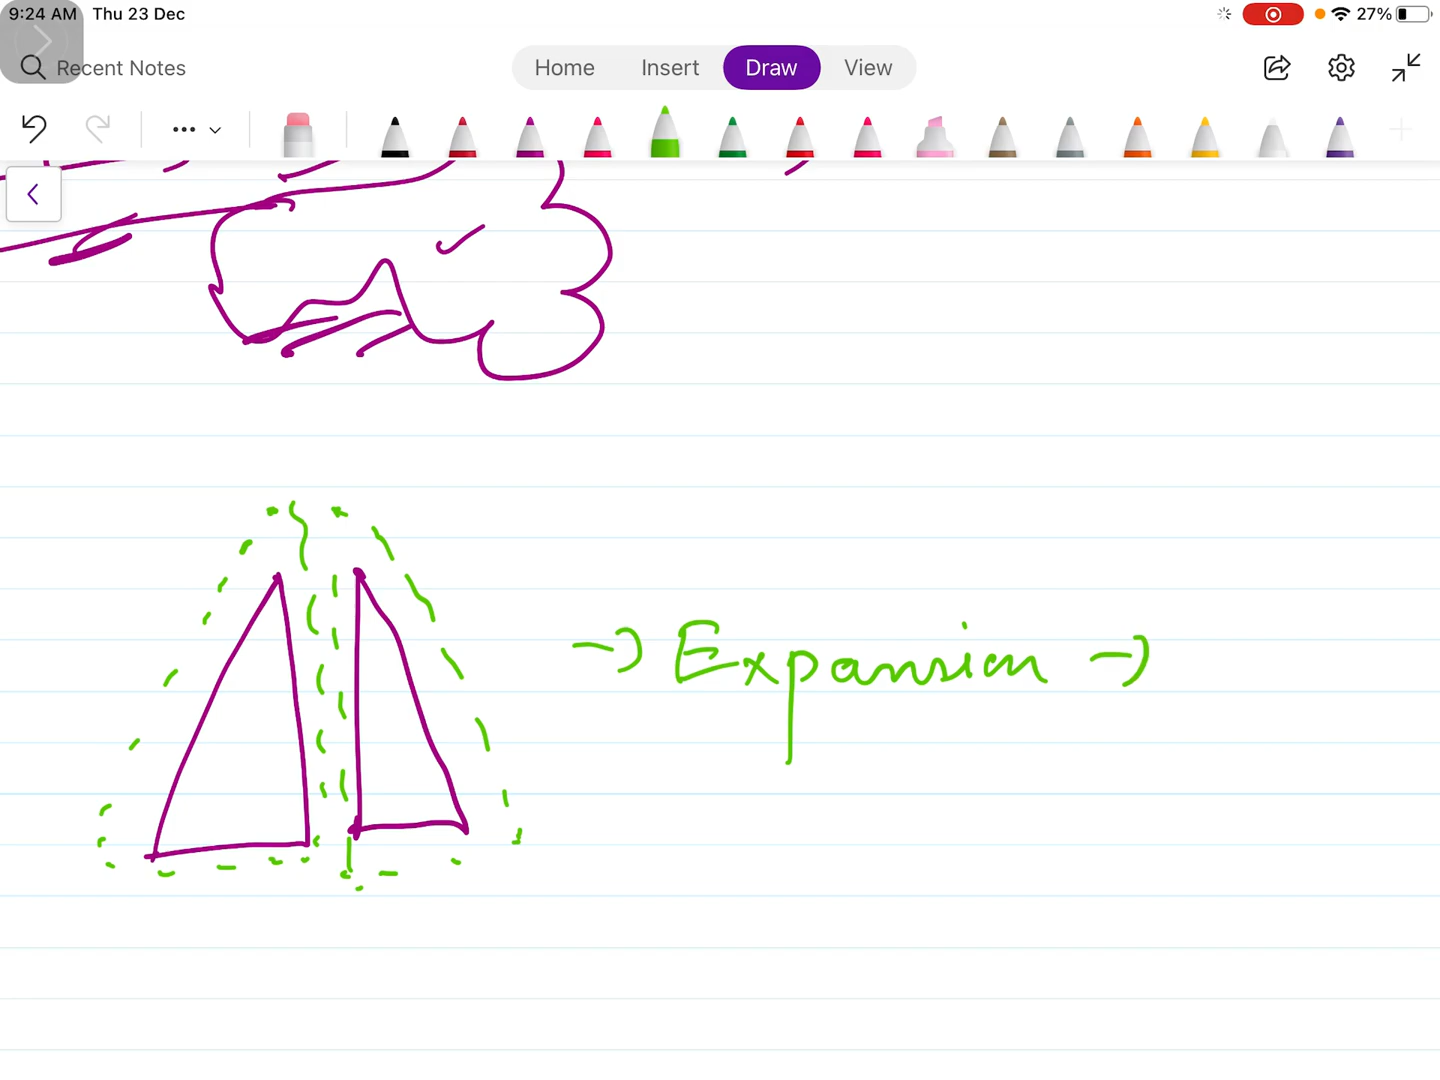 9:24 AM Thu 23 Dec 27%
Recent Notes Home Insert Draw View
→ Expansion →